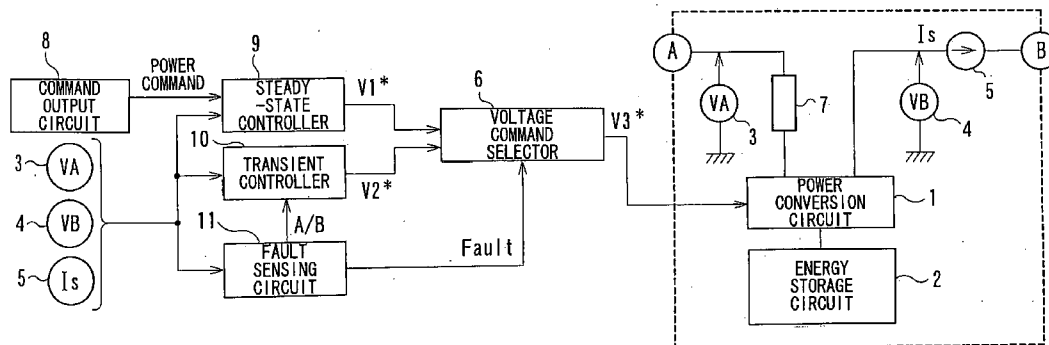 8
COMMAND
OUTPUT
CIRCUIT
POWER
COMMAND
9
STEADY
-STATE
CONTROLLER
V1*
10
TRANSIENT
CONTROLLER
V2*
A/B
11
FAULT
SENSING
CIRCUIT
Fault
3
VA
4
VB
5
Is
6
VOLTAGE
COMMAND
SELECTOR
V3*
A
VA
3
7
Is
5
B
VB
4
POWER
CONVERSION
CIRCUIT
1
ENERGY
STORAGE
CIRCUIT
2